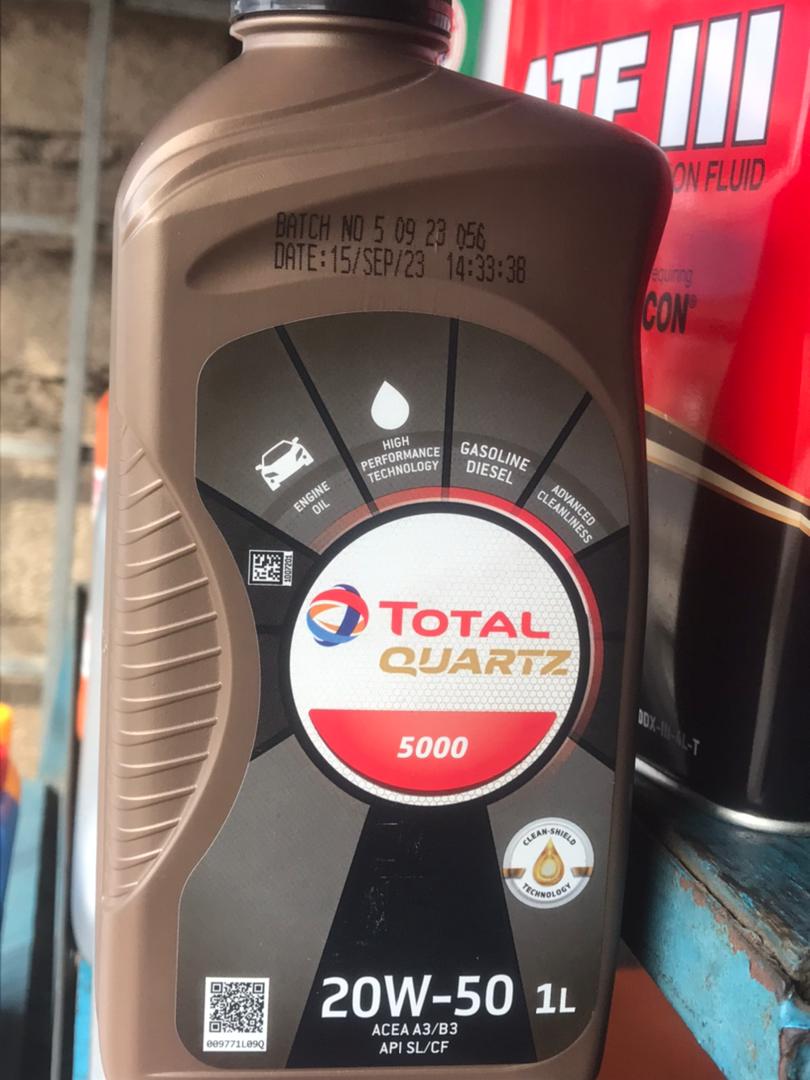 ATF III
ON FLUID
equiring
CON®
BATCH NO 5 09 23 056
DATE:15/SEP/23 14:33:38
ENGINE
OIL
HIGH
PERFORMANCE
TECHNOLOGY
GASOLINE
DIESEL
ADVANCED
CLEANLINESS
TOTAL
QUARTZ
5000
CLEAN-SHIELD
TECHNOLOGY
20W-50 1L
ACEA A3/B3
API SL/CF
009771L09Q